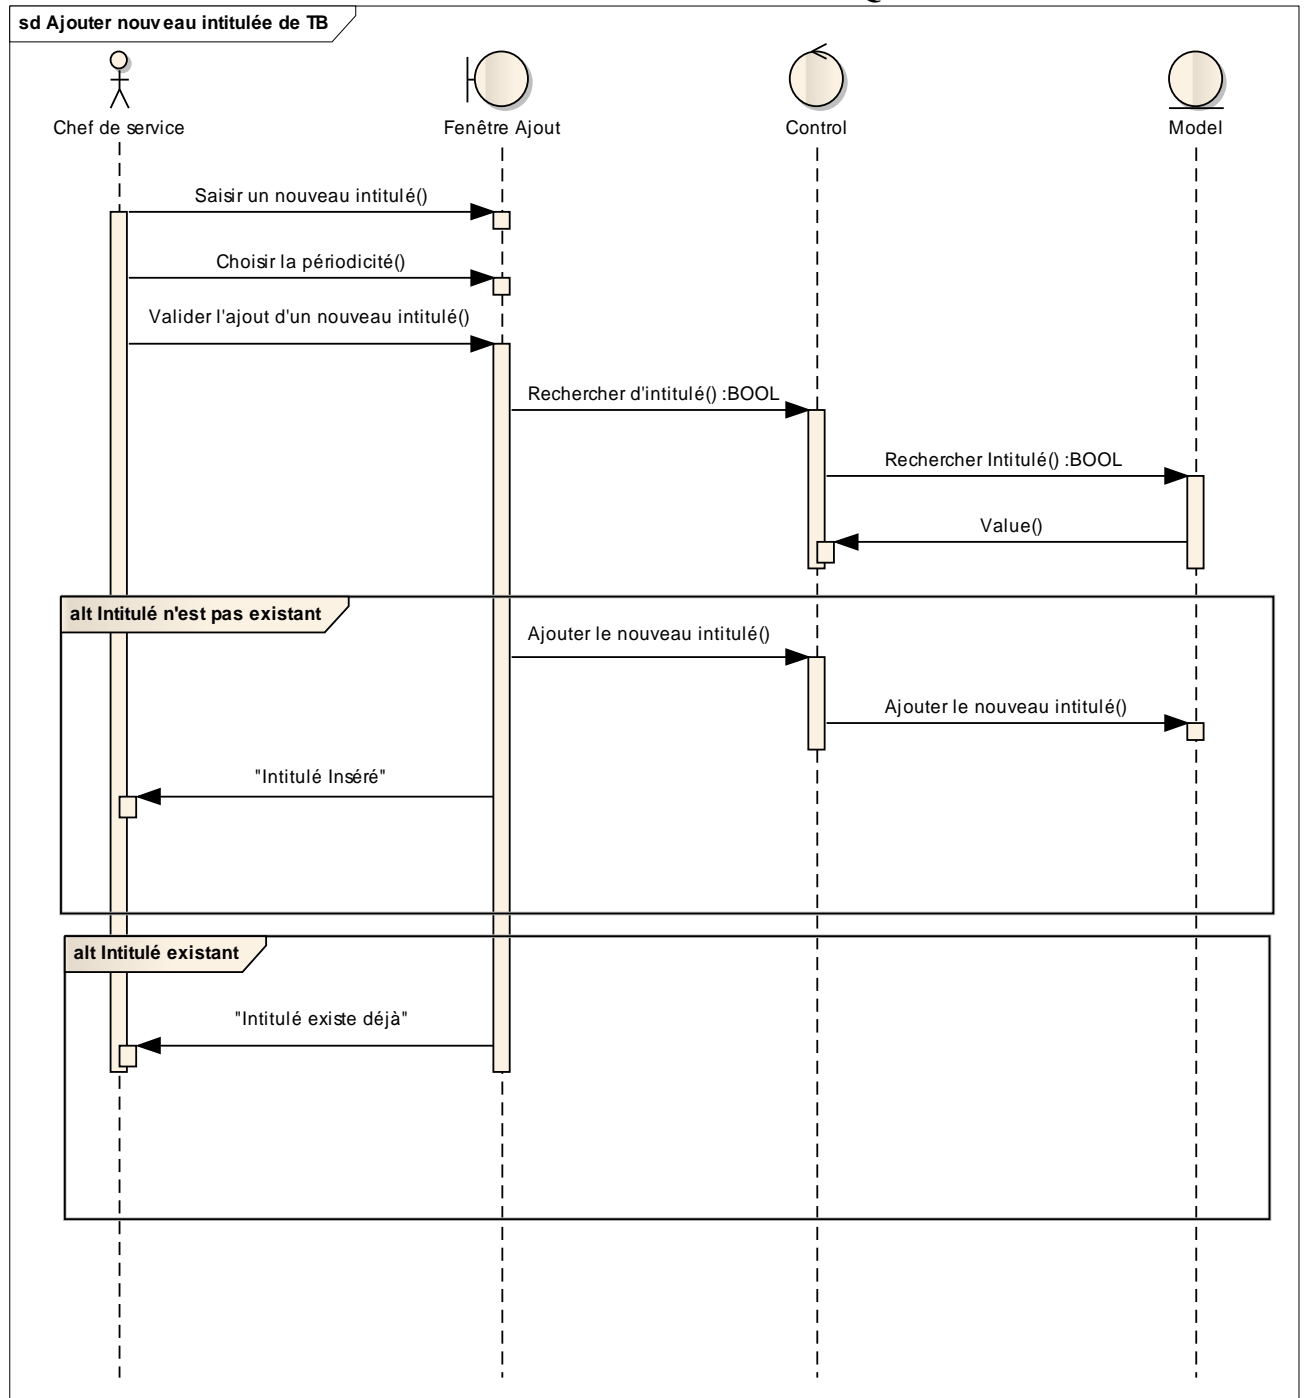 sd Ajouter nouveau intitulée de TB
Chef de service
Fenêtre Ajout
Control
Model
Saisir un nouveau intitulé()
Choisir la périodicité()
Valider l'ajout d'un nouveau intitulé()
Rechercher d'intitulé() :BOOL
Rechercher Intitulé() :BOOL
Value()
alt Intitulé n'est pas existant
Ajouter le nouveau intitulé()
Ajouter le nouveau intitulé()
"Intitulé Inséré"
alt Intitulé existant
"Intitulé existe déjà"